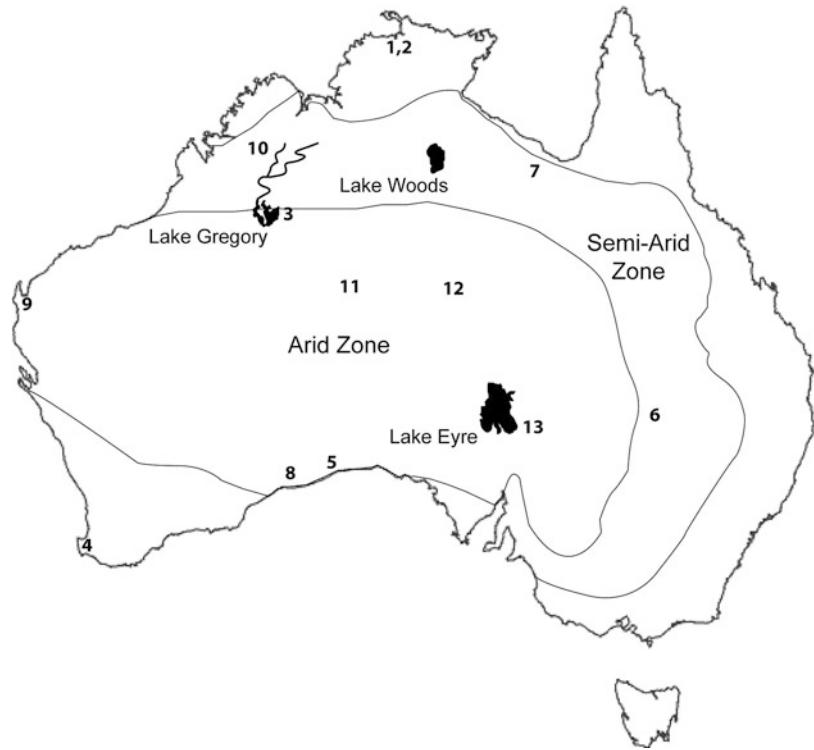 1,2
10
7
Lake Woods
3
Lake Gregory
Semi-Arid
Zone
9
11
12
Arid Zone
6
Lake Eyre
13
5
8
4